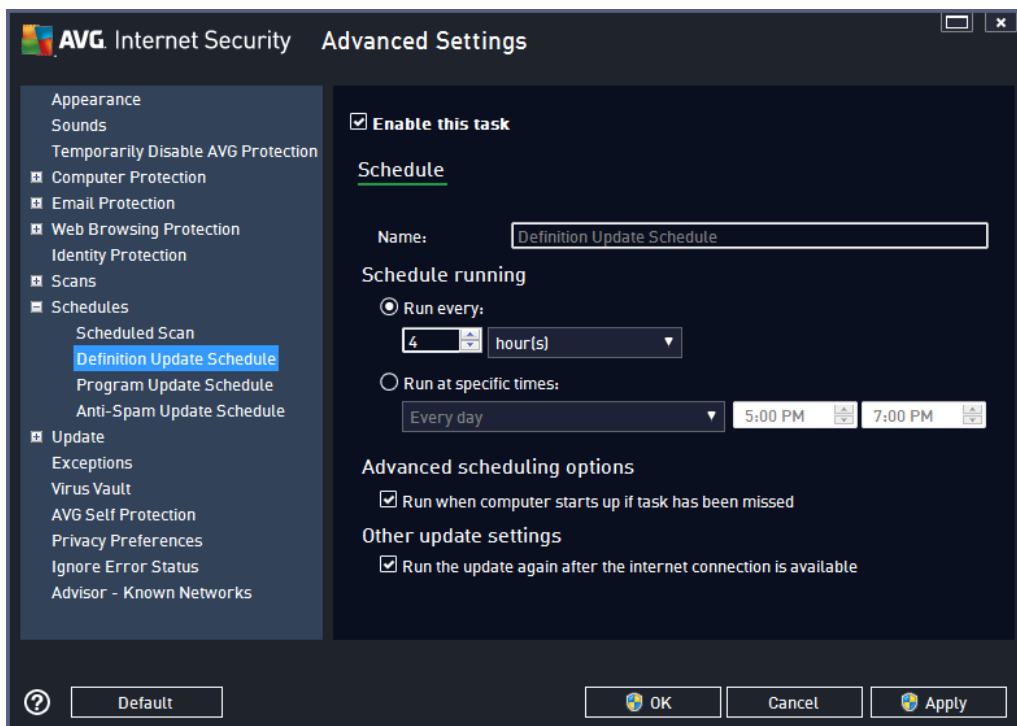 AVG. Internet Security Advanced Settings
Appearance
Sounds
Temporarily Disable AVG Protection
Computer Protection
Email Protection
Web Browsing Protection
Identity Protection
Scans
Schedules
Scheduled Scan
Definition Update Schedule
Program Update Schedule
Anti-Spam Update Schedule
Update
Exceptions
Virus Vault
AVG Self Protection
Privacy Preferences
Ignore Error Status
Advisor - Known Networks
Enable this task
Schedule
Name: Definition Update Schedule
Schedule running
Run every:
4 hour(s)
Run at specific times:
Every day 5:00 PM 7:00 PM
Advanced scheduling options
Run when computer starts up if task has been missed
Other update settings
Run the update again after the internet connection is available
? Default OK Cancel Apply